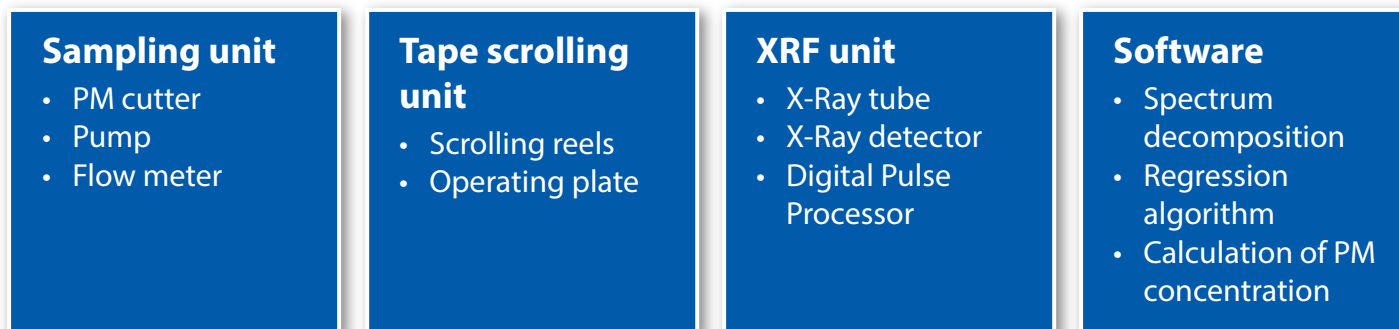 Sampling unit
• PM cutter
• Pump
• Flow meter
Tape scrolling
unit
• Scrolling reels
• Operating plate
XRF unit
• X-Ray tube
• X-Ray detector
• Digital Pulse
Processor
Software
• Spectrum
decomposition
• Regression
algorithm
• Calculation of PM
concentration